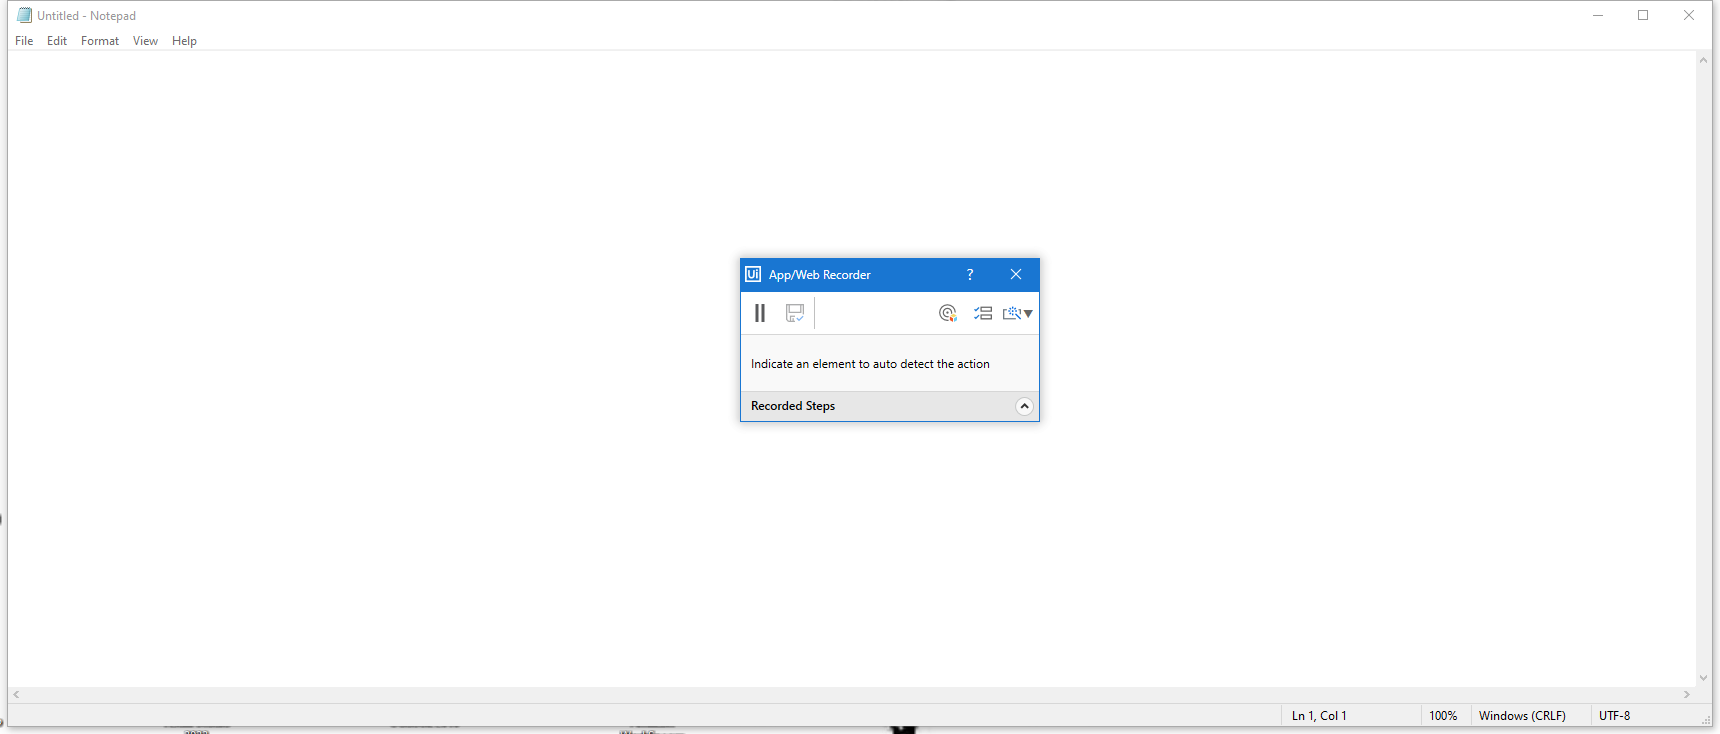 Untitled - Notepad
File Edit Format View Help
Ui App/Web Recorder ?
Indicate an element to auto detect the action
Recorded Steps
Ln 1, Col 1 100% Windows (CRLF) UTF-8